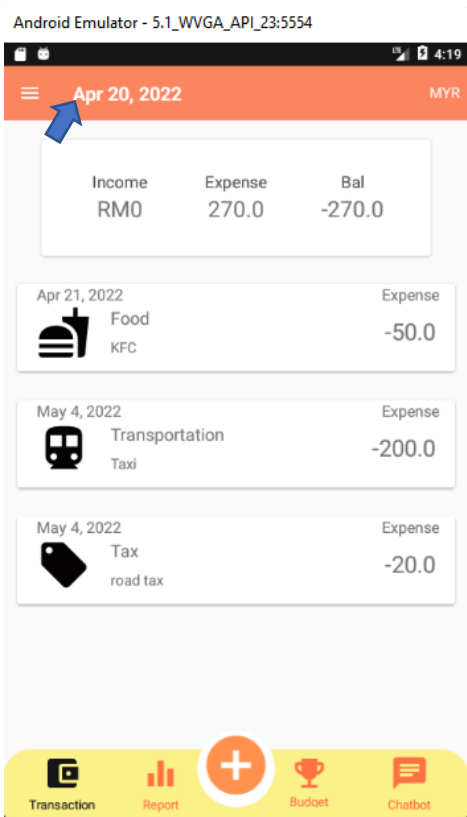 Android Emulator - 5.1_WVGA_API_23:5554
LTE 4:19
Apr 20, 2022 MYR
Income Expense Bal
RM0 270.0 -270.0
Apr 21, 2022 Expense
Food
KFC
-50.0
May 4, 2022 Expense
Transportation
Taxi
-200.0
May 4, 2022 Expense
Tax
road tax
-20.0
Transaction Report Budget Chatbot